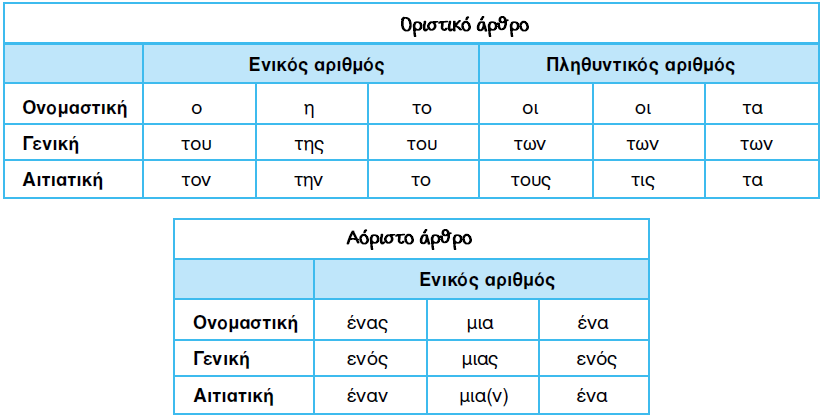 Οριστικό άρθρο
Ενικός αριθμός Πληθυντικός αριθμός
Ονομαστική ο η το οι οι τα
Γενική του της του των των των
Αιτιατική τον την το τους τις τα
Αόριστο άρθρο
Ενικός αριθμός
Ονομαστική ένας μια ένα
Γενική ενός μιας ενός
Αιτιατική έναν μια(ν) ένα